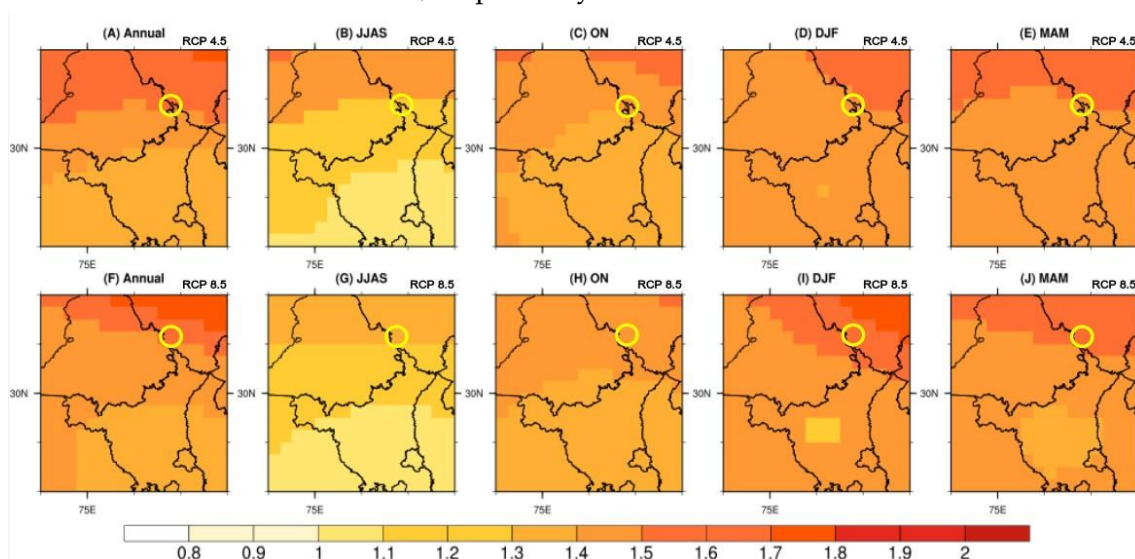 (A) Annual RCP 4.5 (B) JJAS RCP 4.5 (C) ON RCP 4.5 (D) DJF RCP 4.5 (E) MAM RCP 4.5
30N 30N 30N 30N 30N
75E 75E 75E 75E 75E
(F) Annual RCP 8.5 (G) JJAS RCP 8.5 (H) ON RCP 8.5 (I) DJF RCP 8.5 (J) MAM RCP 8.5
30N 30N 30N 30N 30N
75E 75E 75E 75E 75E
0.8 0.9 1 1.1 1.2 1.3 1.4 1.5 1.6 1.7 1.8 1.9 2